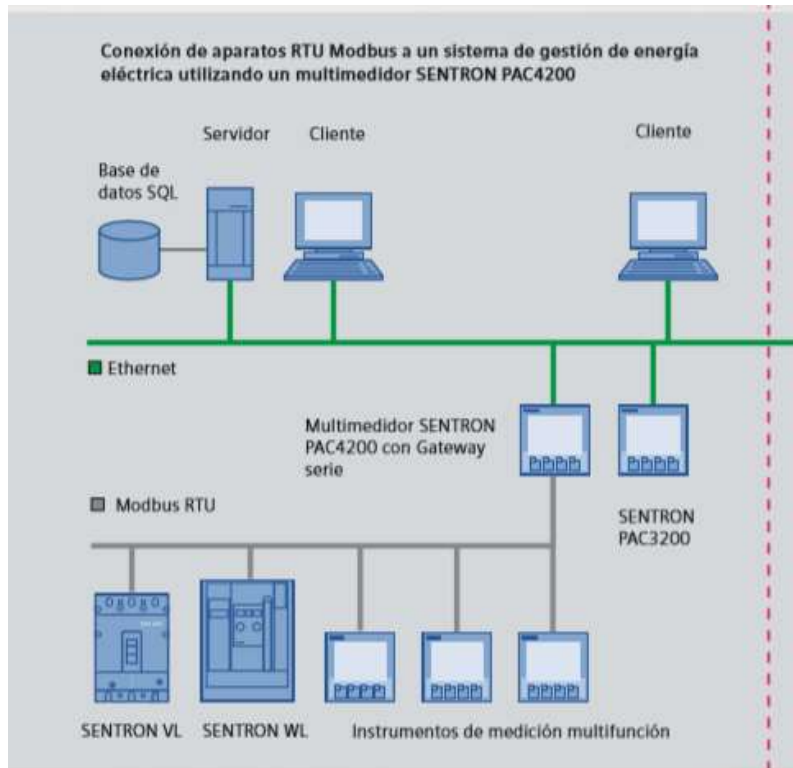 Conexión de aparatos RTU Modbus a un sistema de gestión de energía
eléctrica utilizando un multimedidor SENTRON PAC4200
Servidor
Cliente
Cliente
Base de
datos SQL
Ethernet
Multimedidor SENTRON
PAC4200 con Gateway
serie
Modbus RTU
SENTRON
PAC3200
SENTRON VL
SENTRON WL
Instrumentos de medición multifunción